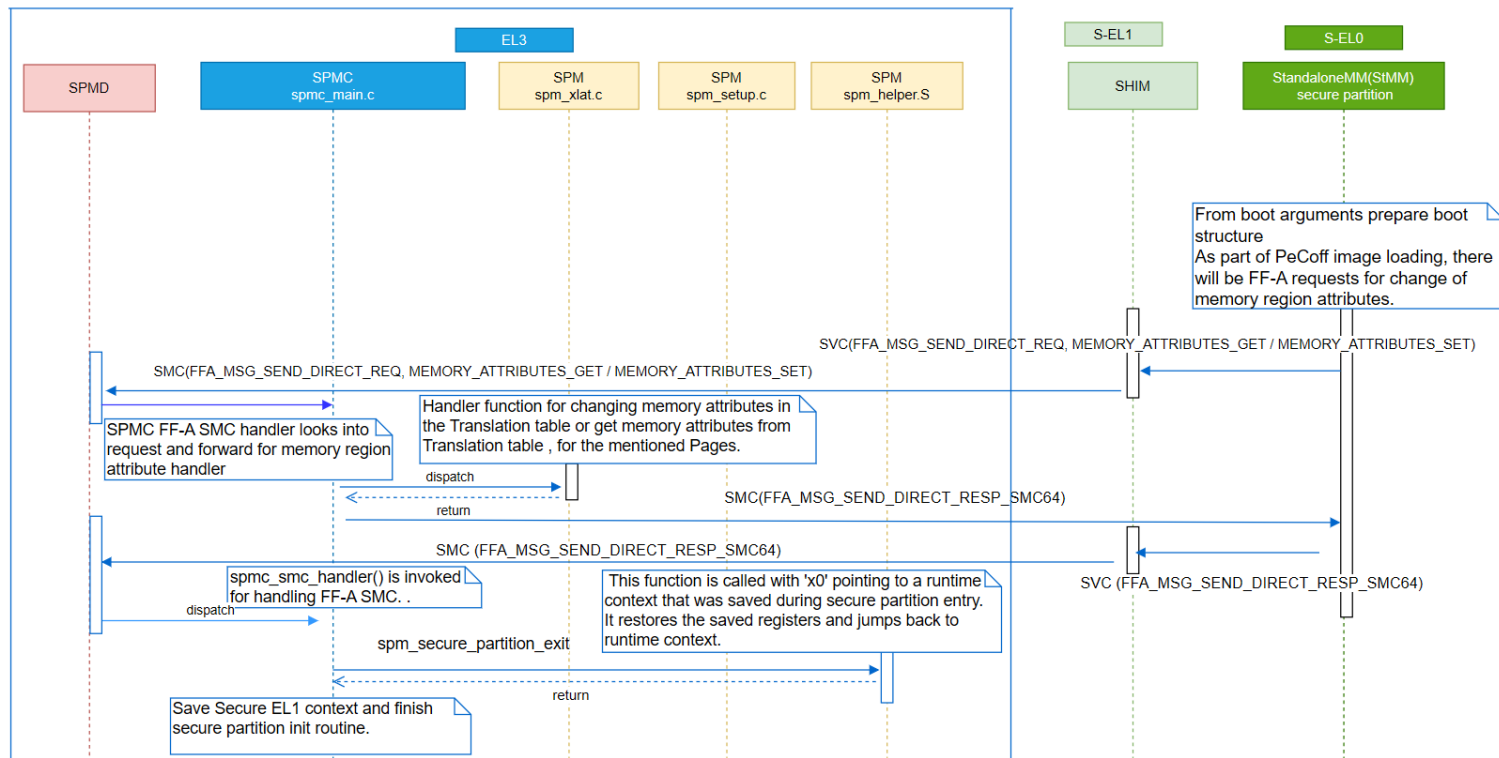 EL3
S-EL1
S-EL0
SPMD
SPMC
spmc_main.c
SPM
spm_xlat.c
SPM
spm_setup.c
SPM
spm_helper.S
SHIM
StandaloneMM(StMM)
secure partition
From boot arguments prepare boot
structure
As part of PeCoff image loading, there
will be FF-A requests for change of
memory region attributes.
SVC(FFA_MSG_SEND_DIRECT_REQ, MEMORY_ATTRIBUTES_GET / MEMORY_ATTRIBUTES_SET)
SMC(FFA_MSG_SEND_DIRECT_REQ, MEMORY_ATTRIBUTES_GET / MEMORY_ATTRIBUTES_SET)
Handler function for changing memory attributes in
the Translation table or get memory attributes from
Translation table , for the mentioned Pages.
SPMC FF-A SMC handler looks into
request and forward for memory region
attribute handler
dispatch
SMC(FFA_MSG_SEND_DIRECT_RESP_SMC64)
return
SMC (FFA_MSG_SEND_DIRECT_RESP_SMC64)
SVC (FFA_MSG_SEND_DIRECT_RESP_SMC64)
spmc_smc_handler() is invoked
for handling FF-A SMC. .
dispatch
This function is called with 'x0' pointing to a runtime
context that was saved during secure partition entry.
It restores the saved registers and jumps back to
runtime context.
spm_secure_partition_exit
return
Save Secure EL1 context and finish
secure partition init routine.